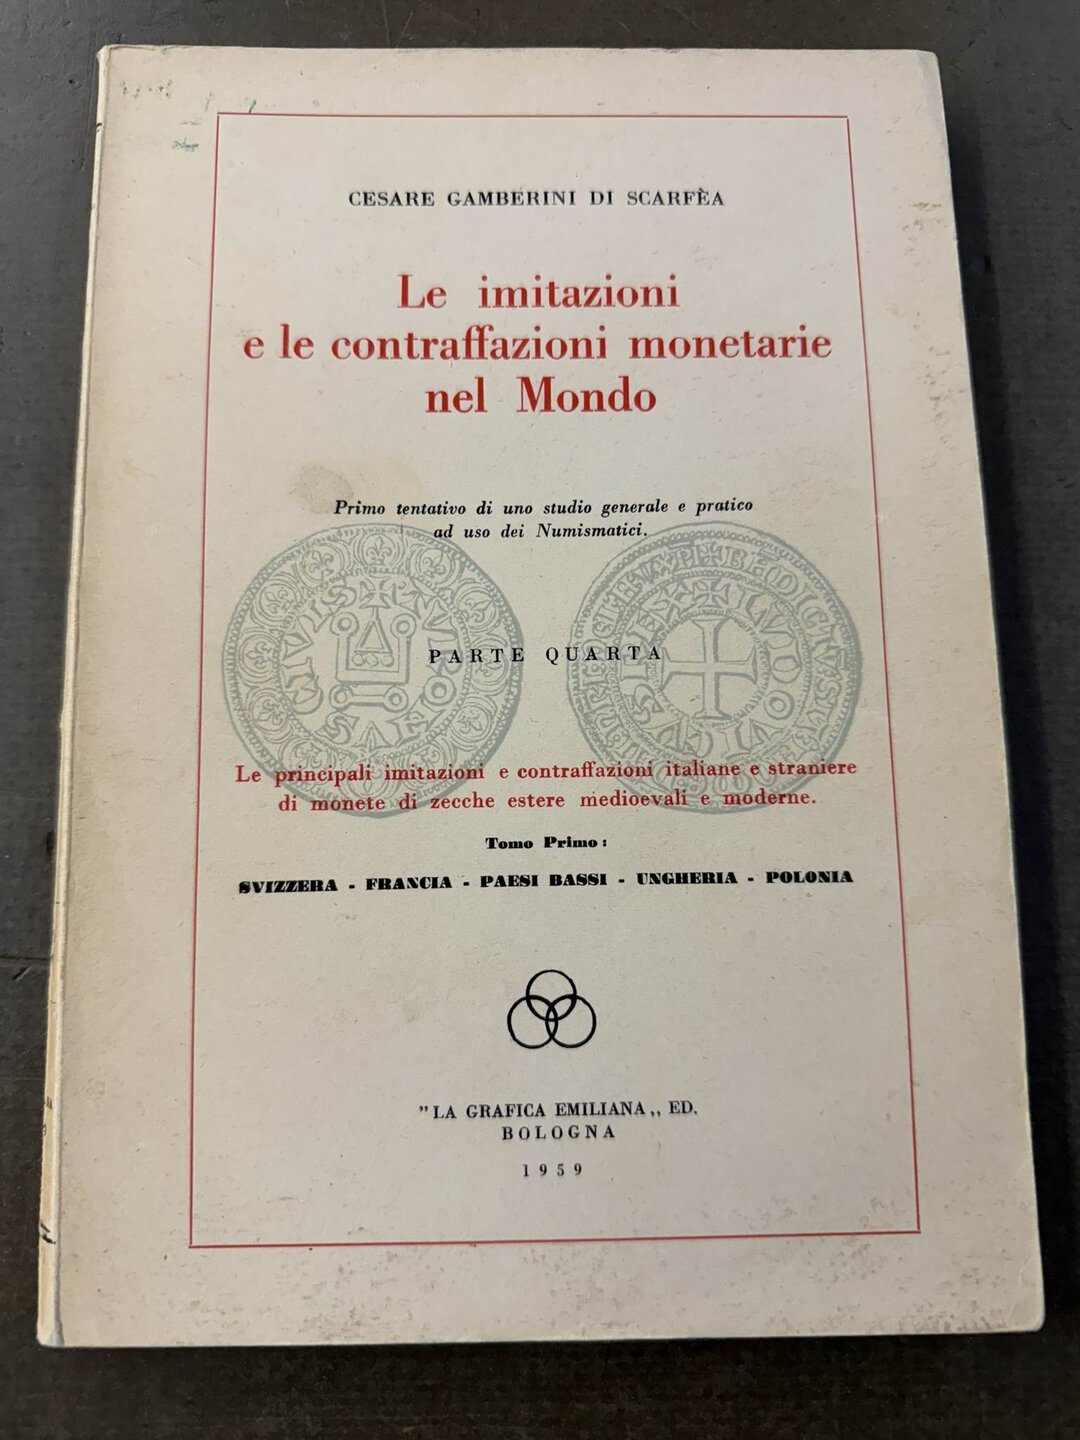 CESARE GAMBERINI DI SCARFÈA
Le imitazioni
e le contraffazioni monetarie
nel Mondo
Primo tentativo di uno studio generale e pratico
ad uso dei Numismatici.
PARTE QUARTA
Le principali imitazioni e contraffazioni italiane e straniere
di monete di zecche estere medioevali e moderne.
Tomo Primo:
SVIZZERA - FRANCIA - PAESI BASSI - UNGHERIA - POLONIA
"LA GRAFICA EMILIANA„ ED.
BOLOGNA
1959